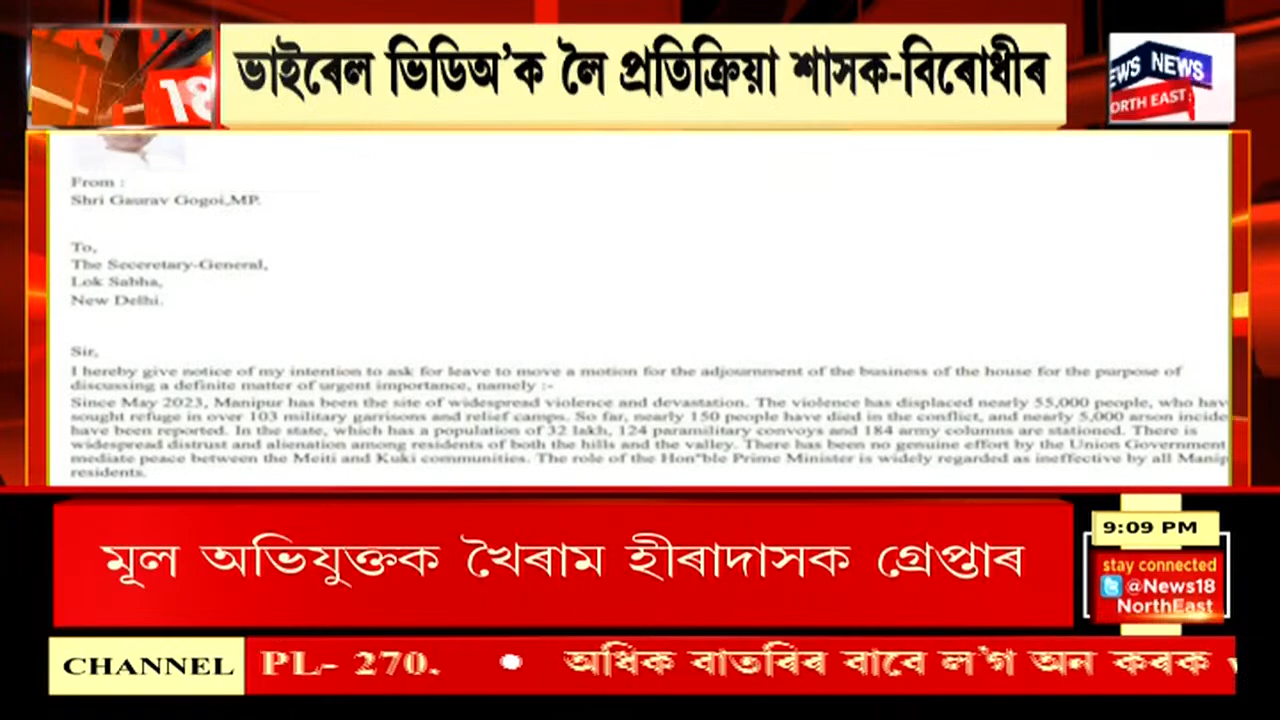 18
ভাইৰেল ভিডিঅ'ক লৈ প্ৰতিক্ৰিয়া শাসক-বিৰোধীৰ
EWS NEWS
ORTH EAST
From :
Shri Gaurav Gogoi,MP.
To,
The Seceretary-General,
Lok Sabha,
New Delhi.
Sir,
I hereby give notice of my intention to ask for leave to move a motion for the adjournment of the business of the house for the purpose of
discussing a definite matter of urgent importance, namely :-
Since May 2023, Manipur has been the site of widespread violence and devastation. The violence has displaced nearly 55,000 people, who hav
sought refuge in over 103 military garrisons and relief camps. So far, nearly 150 people have died in the conflict, and nearly 5,000 arson incide
have been reported. In the state, which has a population of 32 lakh, 124 paramilitary convoys and 184 army columns are stationed. There is
widespread distrust and alienation among residents of both the hills and the valley. There has been no genuine effort by the Union Government
mediate peace between the Meiti and Kuki communities. The role of the Hon"ble Prime Minister is widely regarded as ineffective by all Manip
residents.
মূল অভিযুক্তক খৈৰাম হীৰাদাসক গ্ৰেপ্তাৰ
9:09 PM
stay connected
@News18
NorthEast
CHANNEL PL- 270. • অধিক বাতৰিৰ বাবে ল'গ অন কৰক